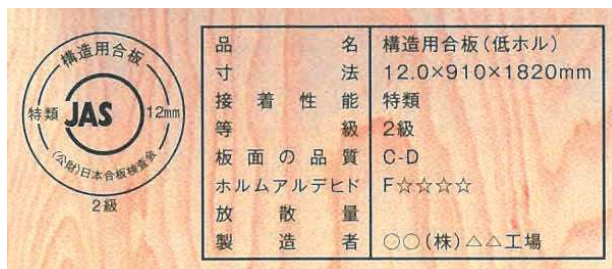 構造用合板
特類 JAS 12mm
(公財)日本合板検査会
2級
品名 構造用合板(低ホル)
寸法 12.0×910×1820mm
接着性能 特類
等級 2級
板面の品質 C-D
ホルムアルデヒド F☆☆☆☆
放散量
製造者 〇〇(株)△△工場